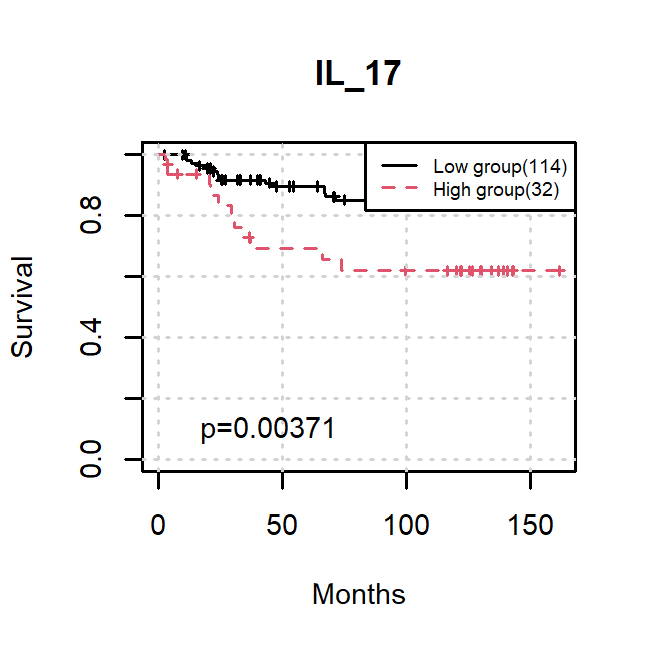 IL_17
Low group(114)
High group(32)
Survival
0.8
0.4
0.0
p=0.00371
0 50 100 150
Months